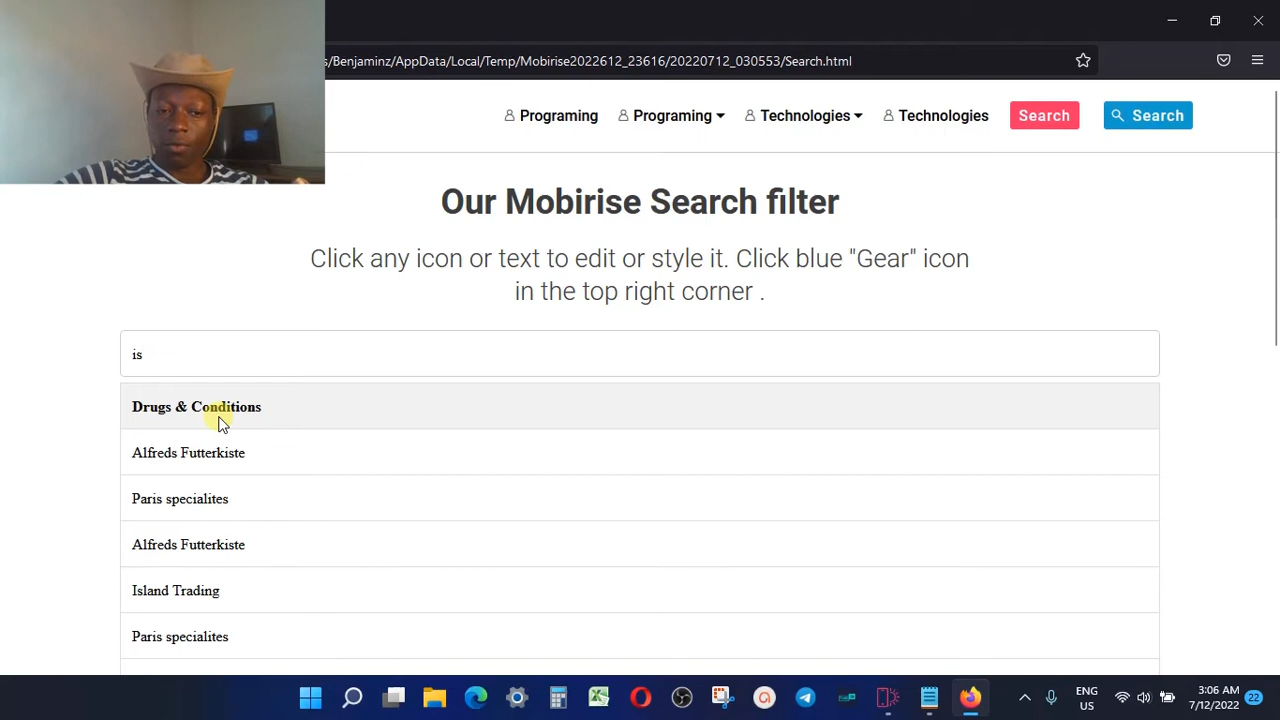 s/Benjaminz/AppData/Local/Temp/Mobirise2022612_23616/20220712_030553/Search.html
Programing Programing Technologies Technologies Search Search
Our Mobirise Search filter
Click any icon or text to edit or style it. Click blue "Gear" icon
in the top right corner .
is
Drugs & Conditions
Alfreds Futterkiste
Paris specialites
Alfreds Futterkiste
Island Trading
Paris specialites
ENG
US
3:06 AM
7/12/2022
22